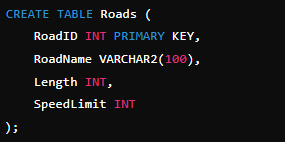 CREATE TABLE Roads (
    RoadID INT PRIMARY KEY,
    RoadName VARCHAR2(100),
    Length INT,
    SpeedLimit INT
);